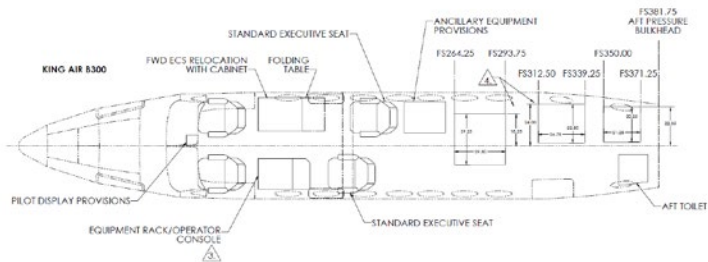 FS381.75
AFT PRESSURE
BULKHEAD
ANCILLARY EQUIPMENT
PROVISIONS
STANDARD EXECUTIVE SEAT
FS264.25
FS293.75
FS350.00
KING AIR B300
FWD ECS RELOCATION
WITH CABINET
FOLDING
TABLE
4.
FS312.50
FS339.25
FS371.25
PILOT DISPLAY PROVISIONS
EQUIPMENT RACK/OPERATOR
CONSOLE
3.
STANDARD EXECUTIVE SEAT
AFT TOILET